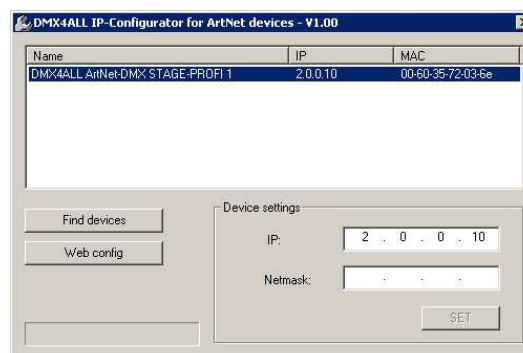 DMX4ALL IP-Configurator for ArtNet devices - V1.00
Name IP MAC
DMX4ALL ArtNet-DMX STAGE-PROFI 1 2.0.0.10 00-60-35-72-03-6e
Find devices
Web config
Device settings
IP: 2 . 0 . 0 . 10
Netmask: . . .
SET